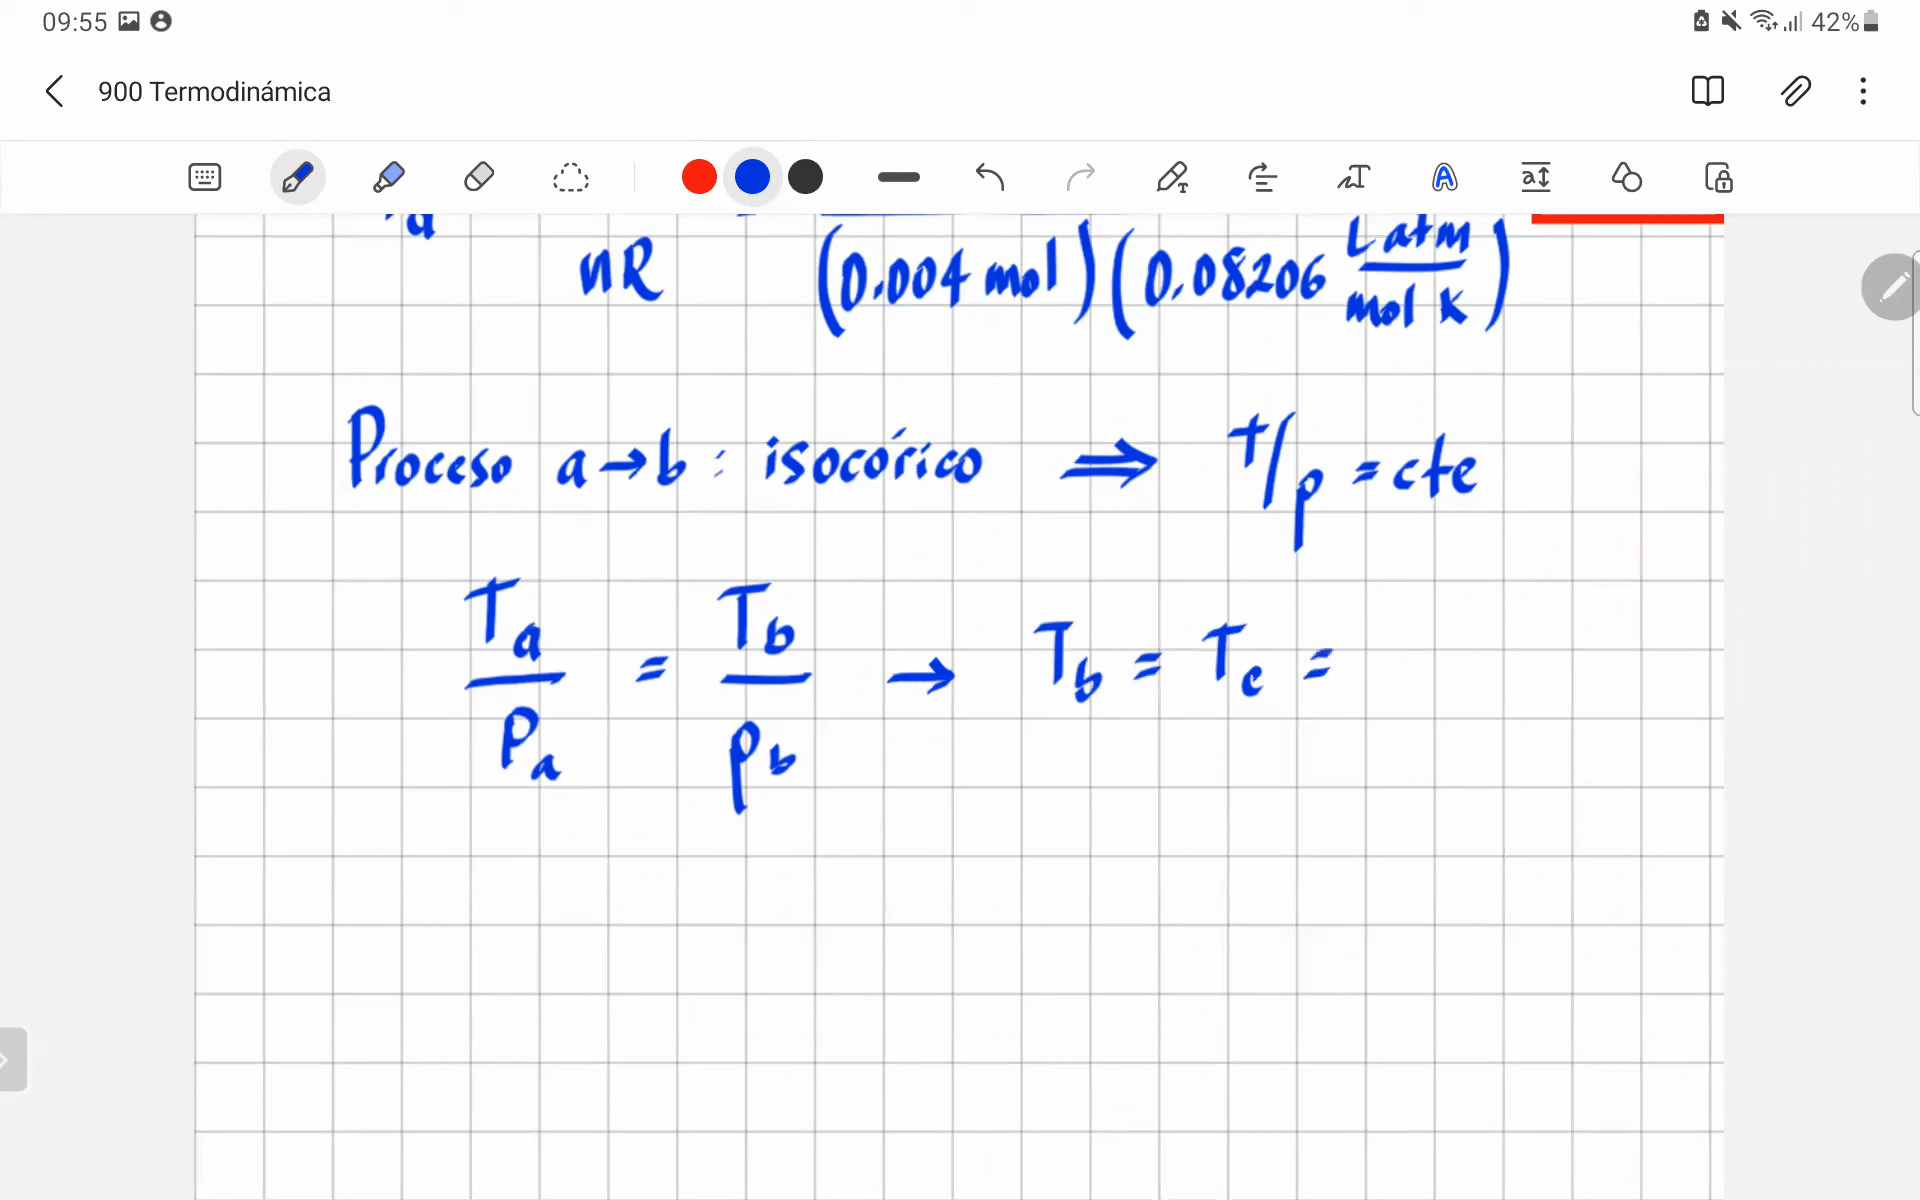 09:55
42%
900 Termodinámica
nR (0.004 mol) (0.08206 L atm / mol K)
Proceso a→b : isocórico ⟹ T/p = cte
Ta/Pa = Tb/Pb → Tb = Tc =